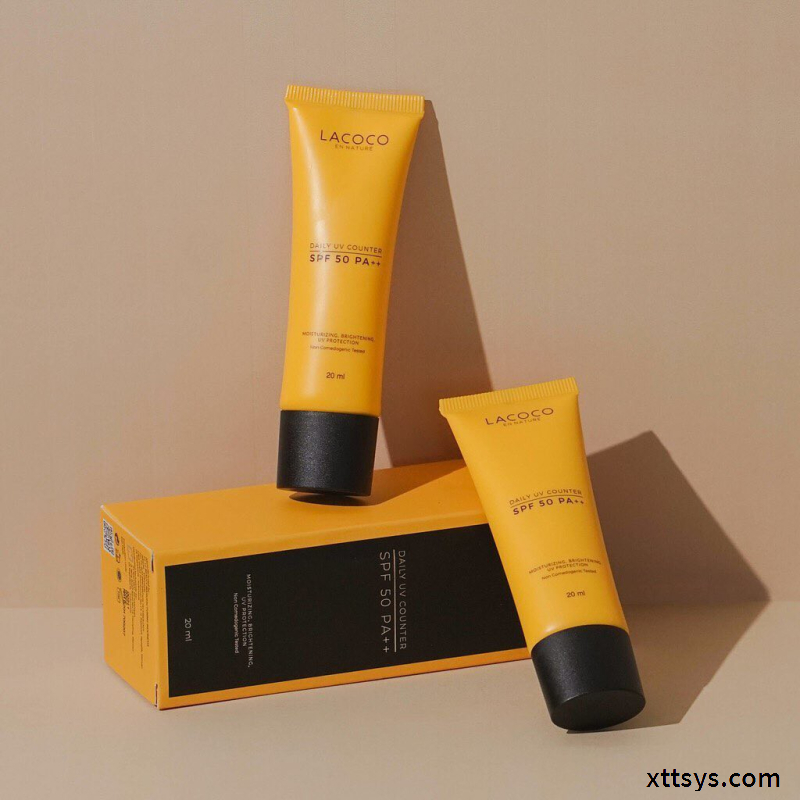 LACOCO
EN NATURE
DAILY UV COUNTER
SPF 50 PA++
MOISTURIZING, BRIGHTENING,
UV PROTECTION
Non Comedogenic Tested
20 ml
LACOCO
EN NATURE
DAILY UV COUNTER
SPF 50 PA++
MOISTURIZING, BRIGHTENING,
UV PROTECTION
Non Comedogenic Tested
20 ml
DAILY UV COUNTER
SPF 50 PA++
MOISTURIZING, BRIGHTENING,
UV PROTECTION
Non Comedogenic Tested
20 ml
xttsys.com